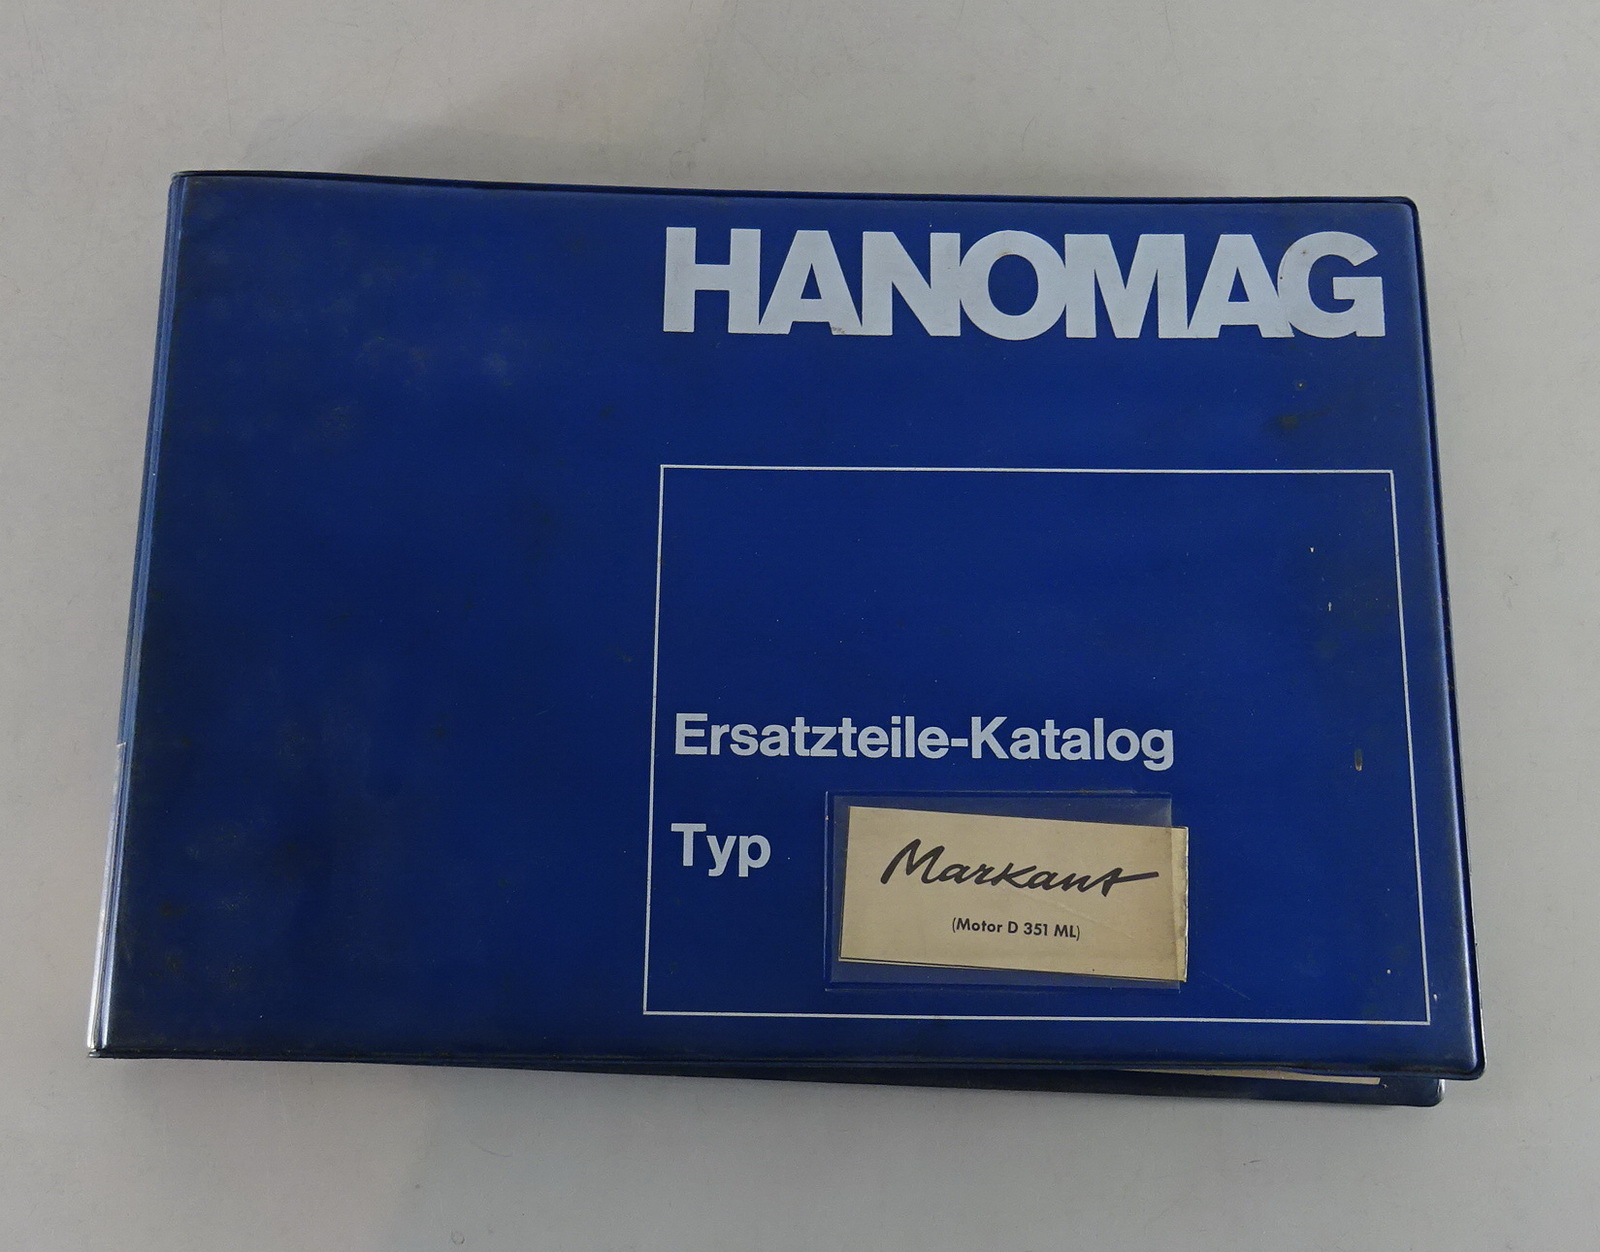 HANOMAG
Ersatzteile-Katalog
Typ
Markant
(Motor D 351 ML)